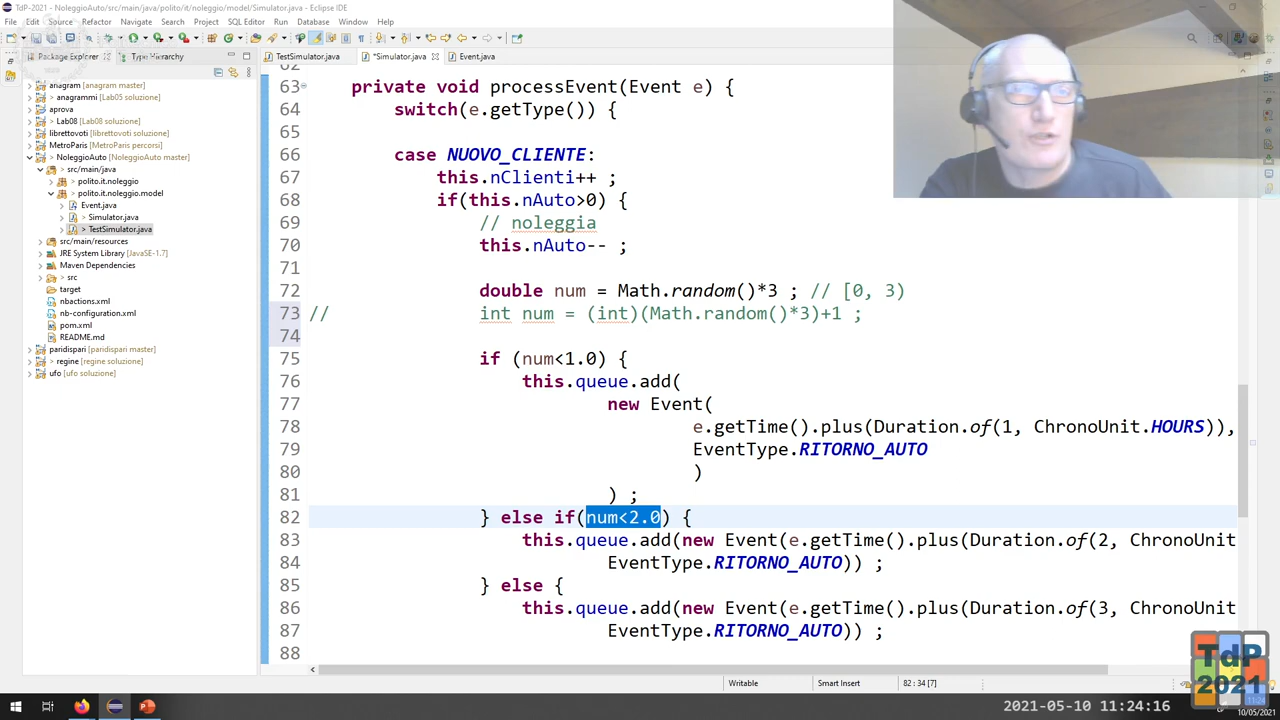 TdP-2021 - NoleggioAuto/src/main/java/polito/it/noleggio/model/Simulator.java - Eclipse IDE
File Edit Source Refactor Navigate Search Project SQL Editor Run Database Window Help
Package Explorer Type Hierarchy
TestSimulator.java *Simulator.java Event.java
anagram [anagram master]
> anagrammi [Lab05 soluzione]
aprova
> Lab08 [Lab08 soluzione]
librettovoti [librettovoti soluzione]
> MetroParis [MetroParis percorsi]
> NoleggioAuto [NoleggioAuto master]
> src/main/java
> polito.it.noleggio
> polito.it.noleggio.model
Event.java
> Simulator.java
> TestSimulator.java
src/main/resources
JRE System Library [JavaSE-1.7]
Maven Dependencies
> src
target
nbactions.xml
nb-configuration.xml
pom.xml
README.md
paridispari [paridispari master]
> regine [regine soluzione]
ufo [ufo soluzione]
62
63 private void processEvent(Event e) {
64 switch(e.getType()) {
65
66 case NUOVO_CLIENTE:
67 this.nClienti++ ;
68 if(this.nAuto>0) {
69 // noleggia
70 this.nAuto-- ;
71
72 double num = Math.random()*3 ; // [0, 3)
73 // int num = (int)(Math.random()*3)+1 ;
74
75 if (num<1.0) {
76 this.queue.add(
77 new Event(
78 e.getTime().plus(Duration.of(1, ChronoUnit.HOURS)),
79 EventType.RITORNO_AUTO
80 )
81 ) ;
82 } else if(num<2.0) {
83 this.queue.add(new Event(e.getTime().plus(Duration.of(2, ChronoUnit
84 EventType.RITORNO_AUTO)) ;
85 } else {
86 this.queue.add(new Event(e.getTime().plus(Duration.of(3, ChronoUnit
87 EventType.RITORNO_AUTO)) ;
88
Writable Smart Insert 82 : 34 [7]
TdP
2021
2021-05-10 11:24:16
10/05/2021